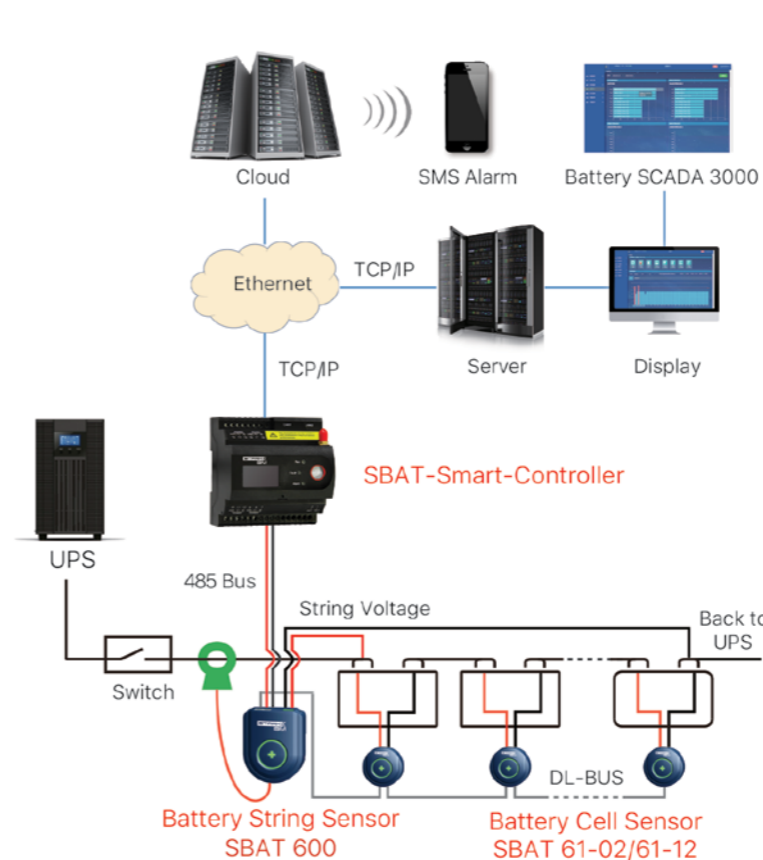 Cloud
SMS Alarm
Battery SCADA 3000
Ethernet
TCP/IP
Server
Display
TCP/IP
SBAT-Smart-Controller
UPS
485 Bus
String Voltage
Back to
UPS
Switch
DL-BUS
Battery String Sensor
SBAT 600
Battery Cell Sensor
SBAT 61-02/61-12